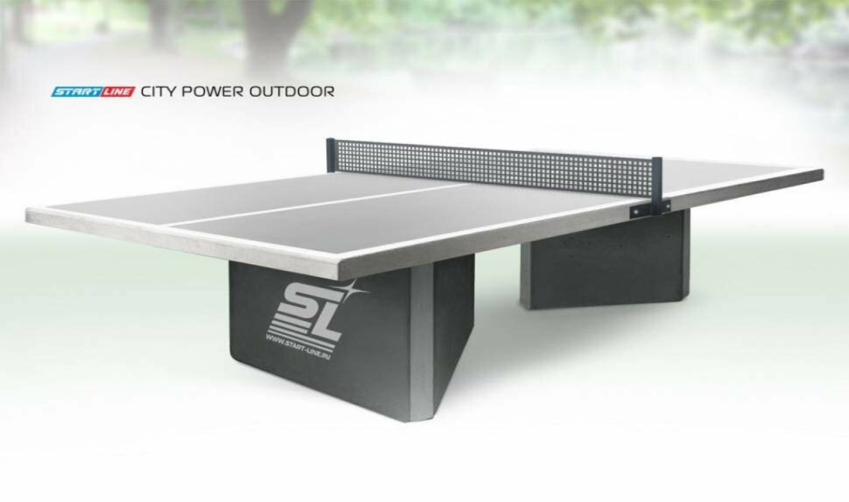 START LINE CITY POWER OUTDOOR
SL
WWW.START-LINE.RU